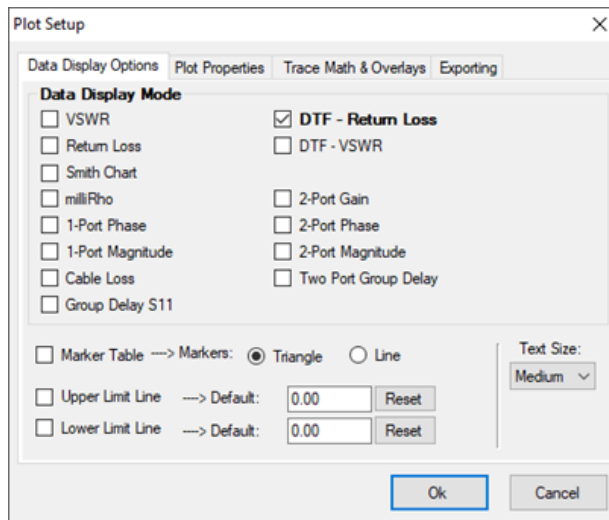 Plot Setup
Data Display Options Plot Properties Trace Math & Overlays Exporting
Data Display Mode
VSWR DTF - Return Loss
Return Loss DTF - VSWR
Smith Chart
milliRho 2-Port Gain
1-Port Phase 2-Port Phase
1-Port Magnitude 2-Port Magnitude
Cable Loss Two Port Group Delay
Group Delay S11
Marker Table ---> Markers: Triangle Line Text Size:
Medium
Upper Limit Line ----> Default: 0.00 Reset
Lower Limit Line ----> Default: 0.00 Reset
Ok Cancel